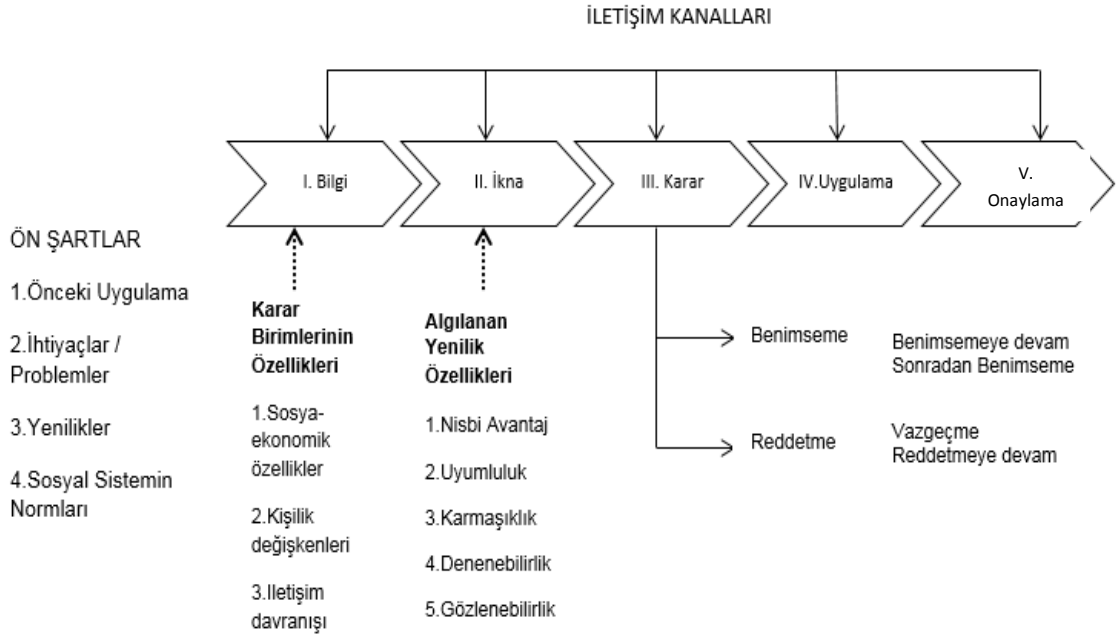 İLETİŞİM KANALLARI
I. Bilgi
II. İkna
III. Karar
IV.Uygulama
V.
Onaylama
ÖN ŞARTLAR
1.Önceki Uygulama
2.İhtiyaçlar /
Problemler
3.Yenilikler
4.Sosyal Sistemin
Normları
Karar
Birimlerinin
Özellikleri
1.Sosya-
ekonomik
özellikler
2.Kişilik
değişkenleri
3.Iletişim
davranışı
Algılanan
Yenilik
Özellikleri
1.Nisbi Avantaj
2.Uyumluluk
3.Karmaşıklık
4.Denenebilirlik
5.Gözlenebilirlik
Benimseme
Benimsemeye devam
Sonradan Benimseme
Reddetme
Vazgeçme
Reddetmeye devam